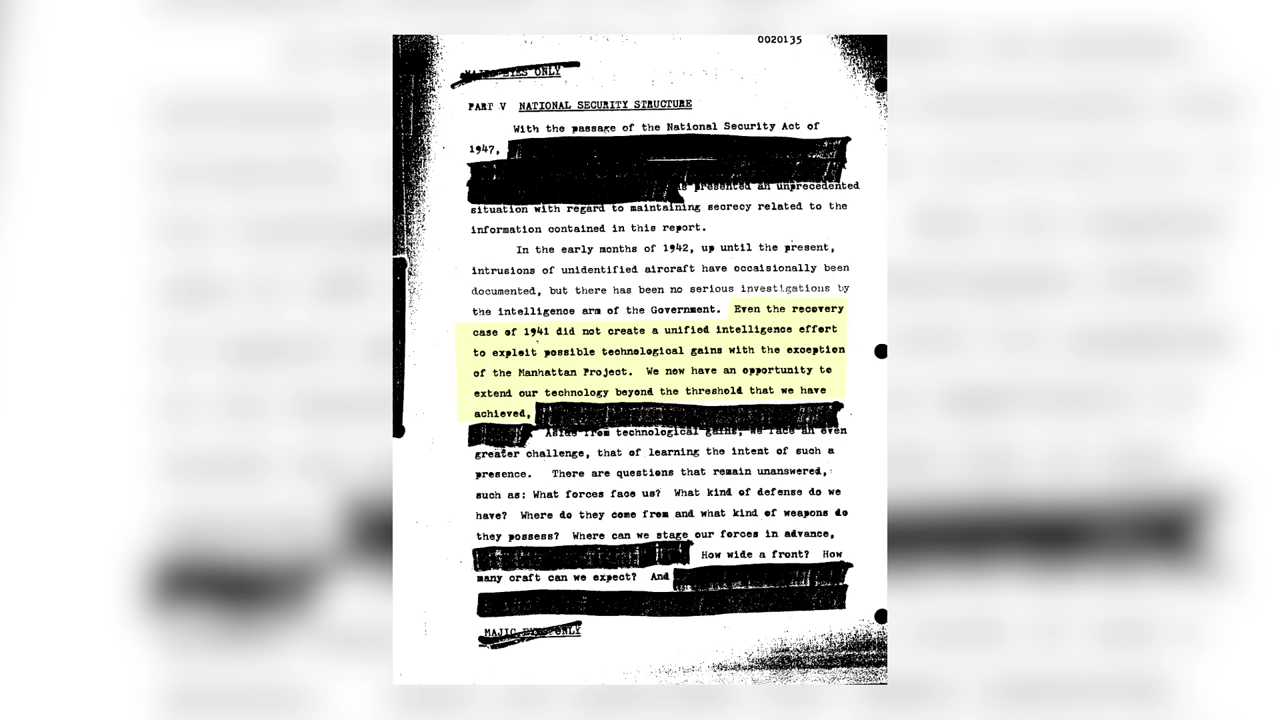 0020135
MAJIC EYES ONLY
PART V NATIONAL SECURITY STRUCTURE
With the passage of the National Security Act of
1947,
presented an unprecedented
situation with regard to maintaining secrecy related to the
information contained in this report.
In the early months of 1942, up until the present,
intrusions of unidentified aircraft have occaisionally been
documented, but there has been no serious investigations by
the intelligence arm of the Government. Even the recovery
case of 1941 did not create a unified intelligence effort
to exploit possible technological gains with the exception
of the Manhattan Project. We now have an opportunity to
extend our technology beyond the threshold that we have
achieved,
Aside from technological gains, we face an even
greater challenge, that of learning the intent of such a
presence. There are questions that remain unanswered,
such as: What forces face us? What kind of defense do we
have? Where do they come from and what kind of weapons do
they possess? Where can we stage our forces in advance,
How wide a front? How
many craft can we expect? And
MAJIC EYES ONLY